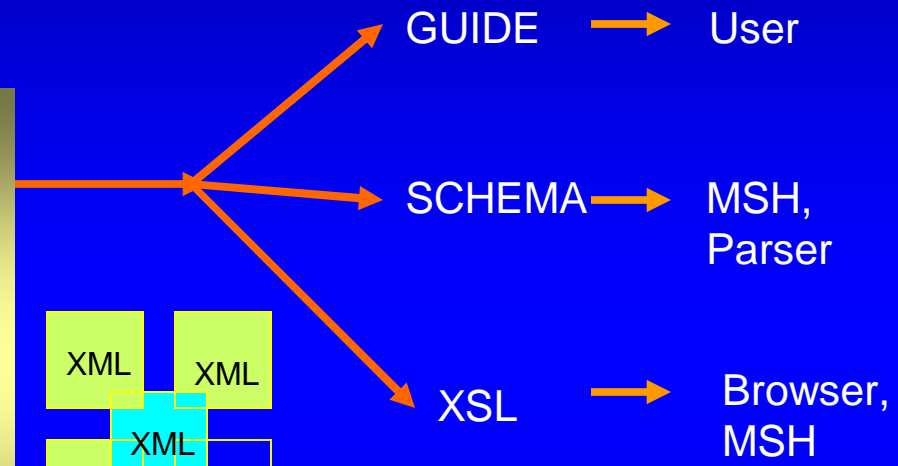 GUIDE User
SCHEMA MSH,
Parser
XML XML
XML
XSL Browser,
MSH